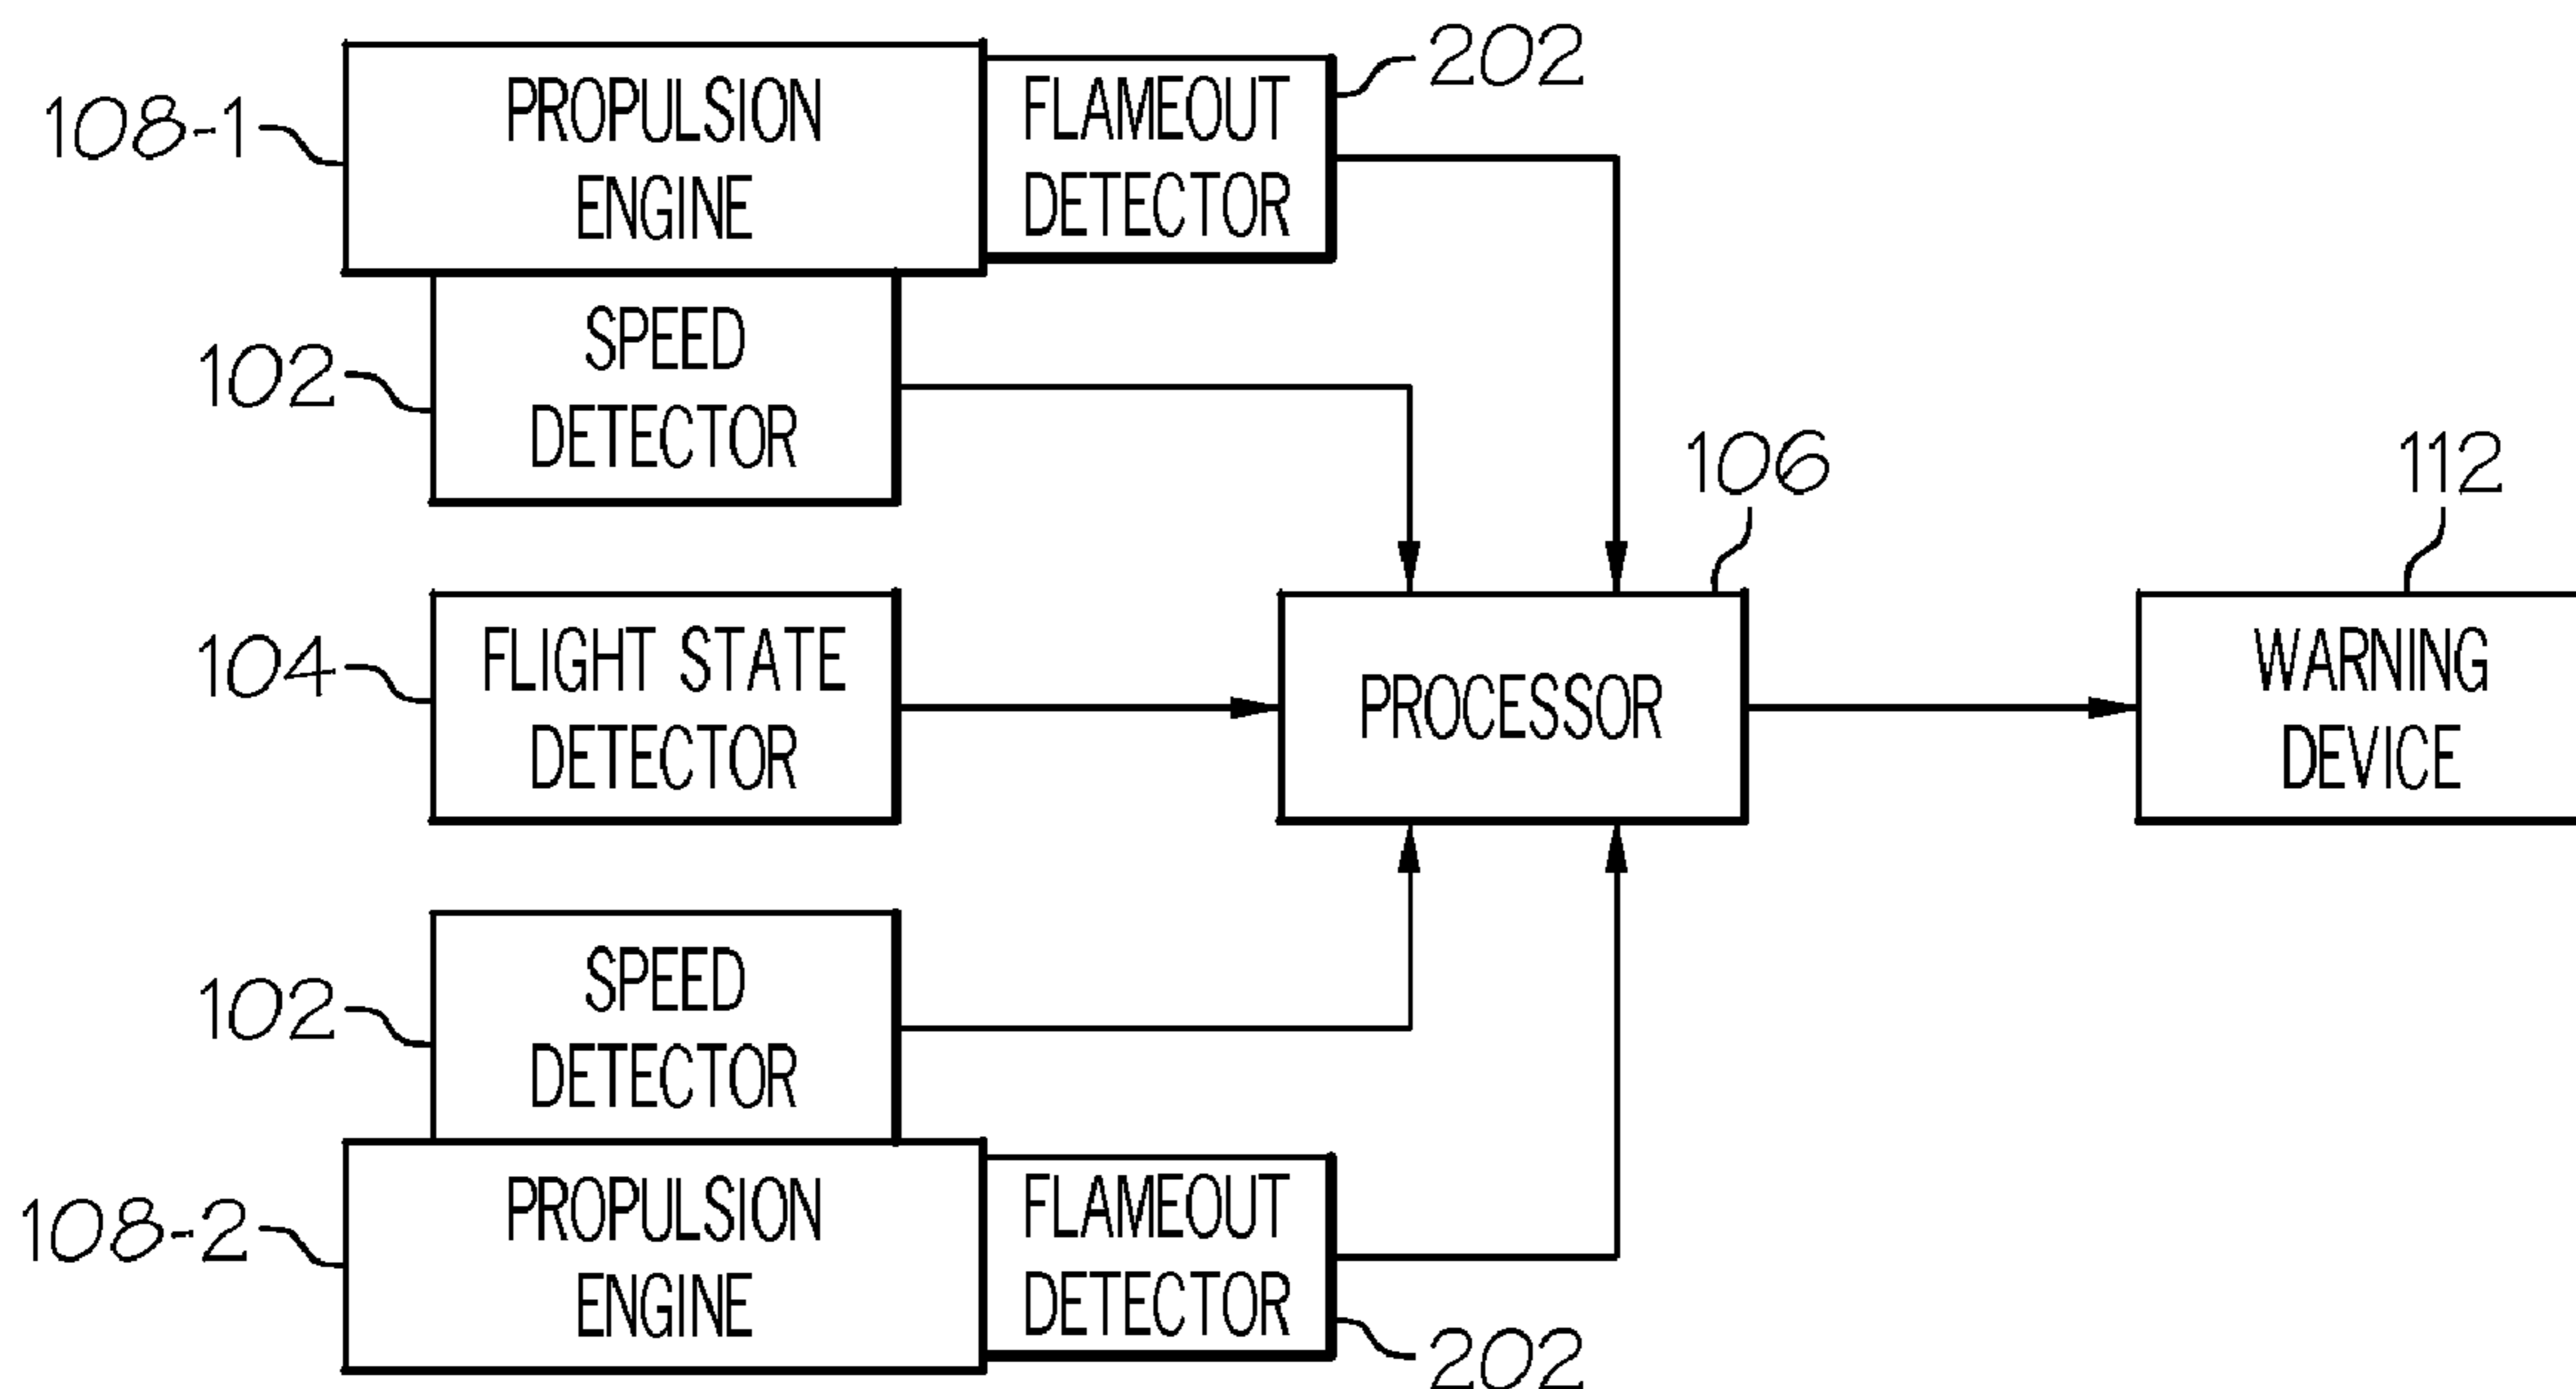 202
108-1
PROPULSION
ENGINE
FLAMEOUT
DETECTOR
102
SPEED
DETECTOR
106
112
104
FLIGHT STATE
DETECTOR
PROCESSOR
WARNING
DEVICE
102
SPEED
DETECTOR
108-2
PROPULSION
ENGINE
FLAMEOUT
DETECTOR
202